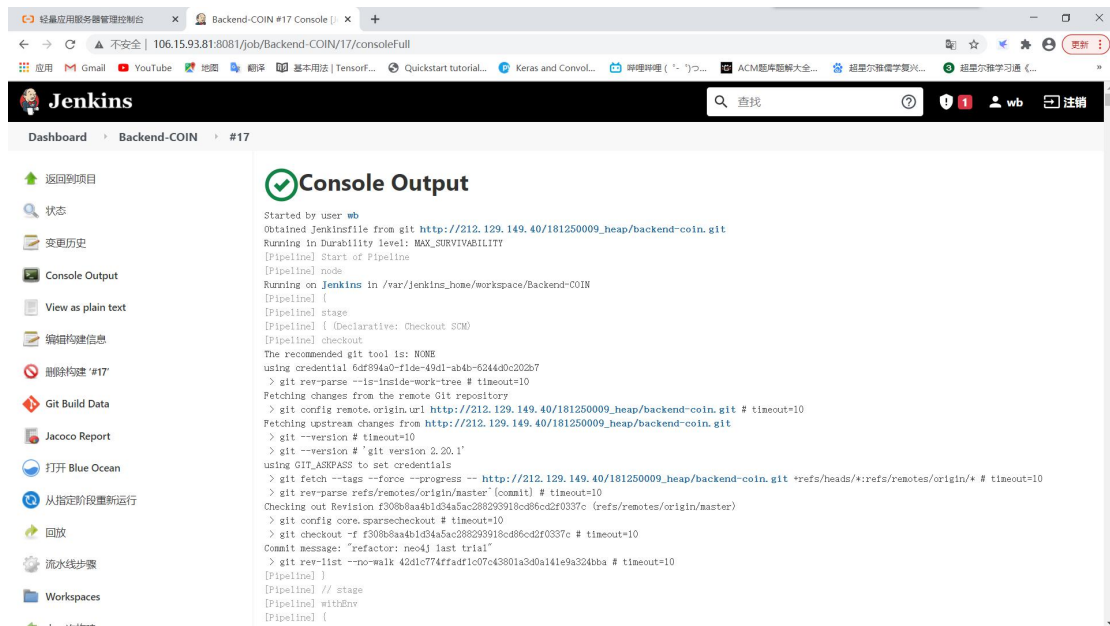 轻量应用服务器管理控制台
Backend-COIN #17 Console [J
不安全 | 106.15.93.81:8081/job/Backend-COIN/17/consoleFull
更新
应用 Gmail YouTube 地图 翻译 基本用法 | TensorF... Quickstart tutorial... Keras and Convol... 哔哩哔哩 ( ゜- ゜)つ... ACM题库题解大全... 超星尔雅儒学复兴... 超星尔雅学习通《... »
Jenkins
查找
1
wb
注销
Dashboard
Backend-COIN
#17
返回到项目
状态
变更历史
Console Output
View as plain text
编辑构建信息
删除构建 '#17'
Git Build Data
Jacoco Report
打开 Blue Ocean
从指定阶段重新运行
回放
流水线步骤
Workspaces
Console Output
Started by user wb
Obtained Jenkinsfile from git http://212.129.149.40/181250009_heap/backend-coin.git
Running in Durability level: MAX_SURVIVABILITY
[Pipeline] Start of Pipeline
[Pipeline] node
Running on Jenkins in /var/jenkins_home/workspace/Backend-COIN
[Pipeline] {
[Pipeline] stage
[Pipeline] { (Declarative: Checkout SCM)
[Pipeline] checkout
The recommended git tool is: NONE
using credential 6df894a0-f1de-49d1-ab4b-6244d0c202b7
> git rev-parse --is-inside-work-tree # timeout=10
Fetching changes from the remote Git repository
> git config remote.origin.url http://212.129.149.40/181250009_heap/backend-coin.git # timeout=10
Fetching upstream changes from http://212.129.149.40/181250009_heap/backend-coin.git
> git --version # timeout=10
> git --version # 'git version 2.20.1'
using GIT_ASKPASS to set credentials
> git fetch --tags --force --progress -- http://212.129.149.40/181250009_heap/backend-coin.git +refs/heads/*:refs/remotes/origin/* # timeout=10
> git rev-parse refs/remotes/origin/master^{commit} # timeout=10
Checking out Revision f308b8aa4b1d34a5ac288293918cd86cd2f0337c (refs/remotes/origin/master)
> git config core.sparsecheckout # timeout=10
> git checkout -f f308b8aa4b1d34a5ac288293918cd86cd2f0337c # timeout=10
Commit message: "refactor: neo4j last trial"
> git rev-list --no-walk 42d1c774ffadf1c07c43801a3d0a141e9a324bba # timeout=10
[Pipeline] }
[Pipeline] // stage
[Pipeline] withEnv
[Pipeline] {